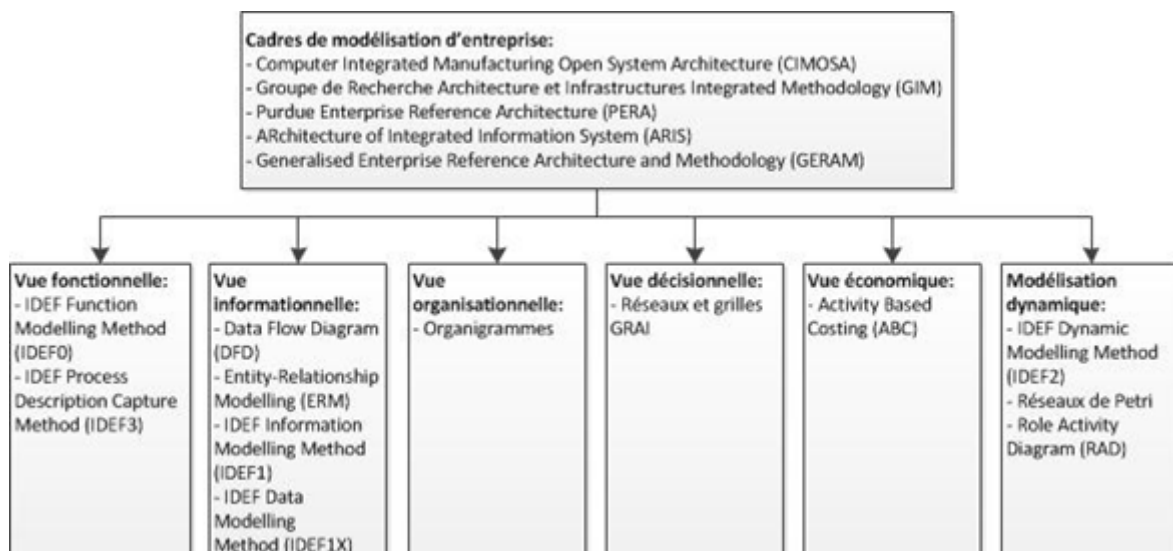 Cadres de modélisation d'entreprise:
- Computer Integrated Manufacturing Open System Architecture (CIMOSA)
- Groupe de Recherche Architecture et Infrastructures Integrated Methodology (GIM)
- Purdue Enterprise Reference Architecture (PERA)
- ARchitecture of Integrated Information System (ARIS)
- Generalised Enterprise Reference Architecture and Methodology (GERAM)
Vue fonctionnelle:
- IDEF Function
Modelling Method
(IDEF0)
- IDEF Process
Description Capture
Method (IDEF3)
Vue
informationnelle:
- Data Flow Diagram
(DFD)
- Entity-Relationship
Modelling (ERM)
- IDEF Information
Modelling Method
(IDEF1)
- IDEF Data
Modelling
Method (IDEF1X)
Vue
organisationnelle:
- Organigrammes
Vue décisionnelle:
- Réseaux et grilles
GRAI
Vue économique:
- Activity Based
Costing (ABC)
Modélisation
dynamique:
- IDEF Dynamic
Modelling Method
(IDEF2)
- Réseaux de Petri
- Role Activity
Diagram (RAD)